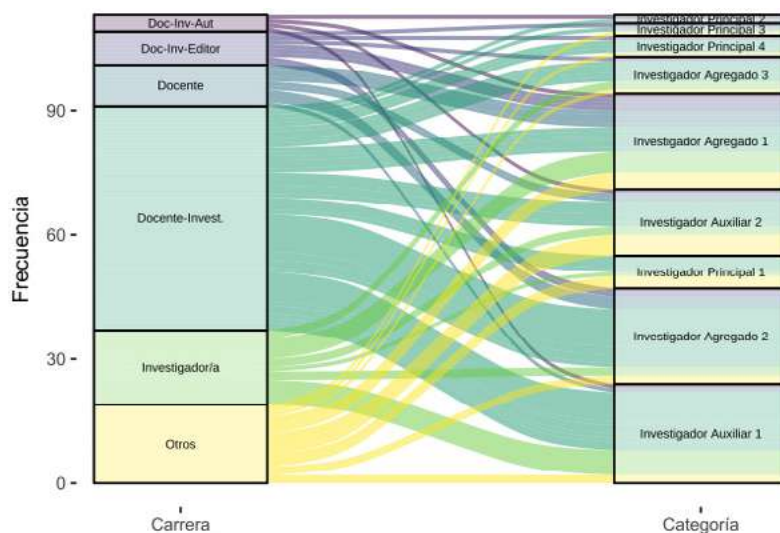 Doc-Inv-Aut
Doc-Inv-Editor
Docente
Docente-Invest.
Investigador/a
Otros
Investigador Principal 2
Investigador Principal 3
Investigador Principal 4
Investigador Agregado 3
Investigador Agregado 1
Investigador Auxiliar 2
Investigador Principal 1
Investigador Agregado 2
Investigador Auxiliar 1
90
60
30
0
Frecuencia
Carrera
Categoría